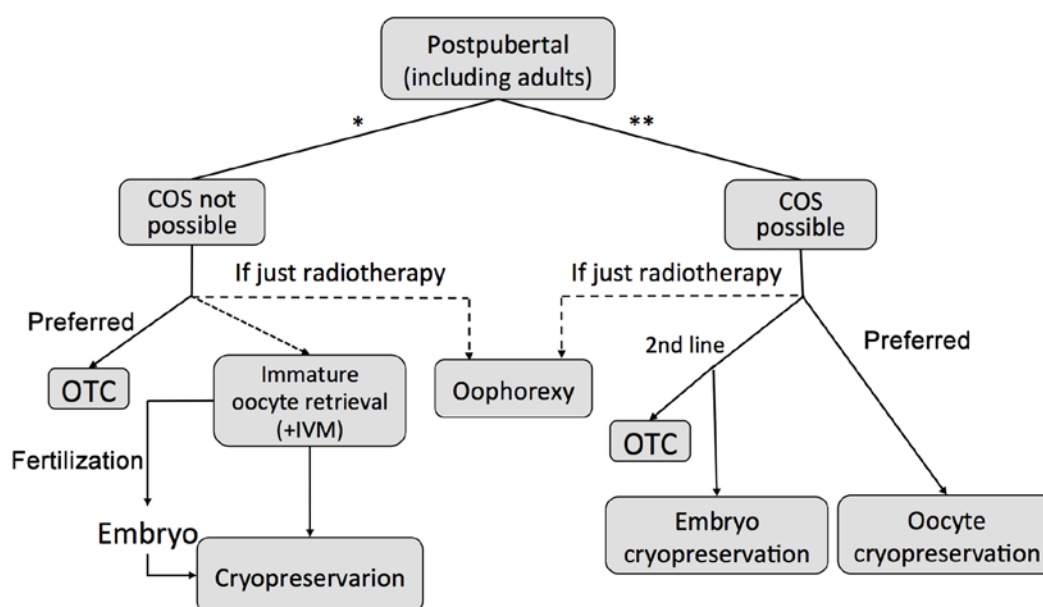 Postpubertal
(including adults)
*
**
COS not
possible
COS
possible
If just radiotherapy
If just radiotherapy
Preferred
2nd line
Preferred
OTC
Immature
oocyte retrieval
(+IVM)
Oophorexy
OTC
Fertilization
Embryo
Cryopreservarion
Embryo
cryopreservation
Oocyte
cryopreservation